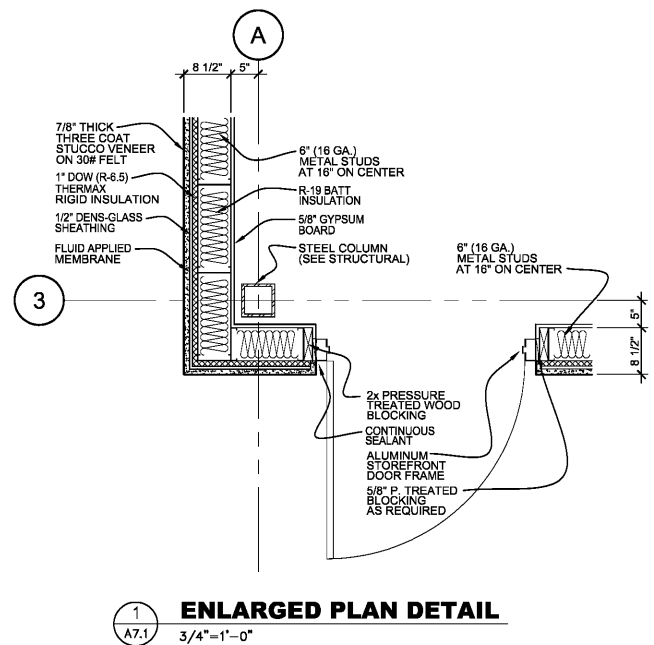 A
8 1/2"
5"
7/8" THICK
THREE COAT
STUCCO VENEER
ON 30# FELT
1" DOW (R-6.5)
THERMAX
RIGID INSULATION
1/2" DENS-GLASS
SHEATHING
FLUID APPLIED
MEMBRANE
6" (16 GA.)
METAL STUDS
AT 16" ON CENTER
R-19 BATT
INSULATION
5/8" GYPSUM
BOARD
STEEL COLUMN
(SEE STRUCTURAL)
6" (16 GA.)
METAL STUDS
AT 16" ON CENTER
3
5"
8 1/2"
2x PRESSURE
TREATED WOOD
BLOCKING
CONTINUOUS
SEALANT
ALUMINUM
STOREFRONT
DOOR FRAME
5/8" P. TREATED
BLOCKING
AS REQUIRED
1
A7.1
ENLARGED PLAN DETAIL
3/4"=1'-0"